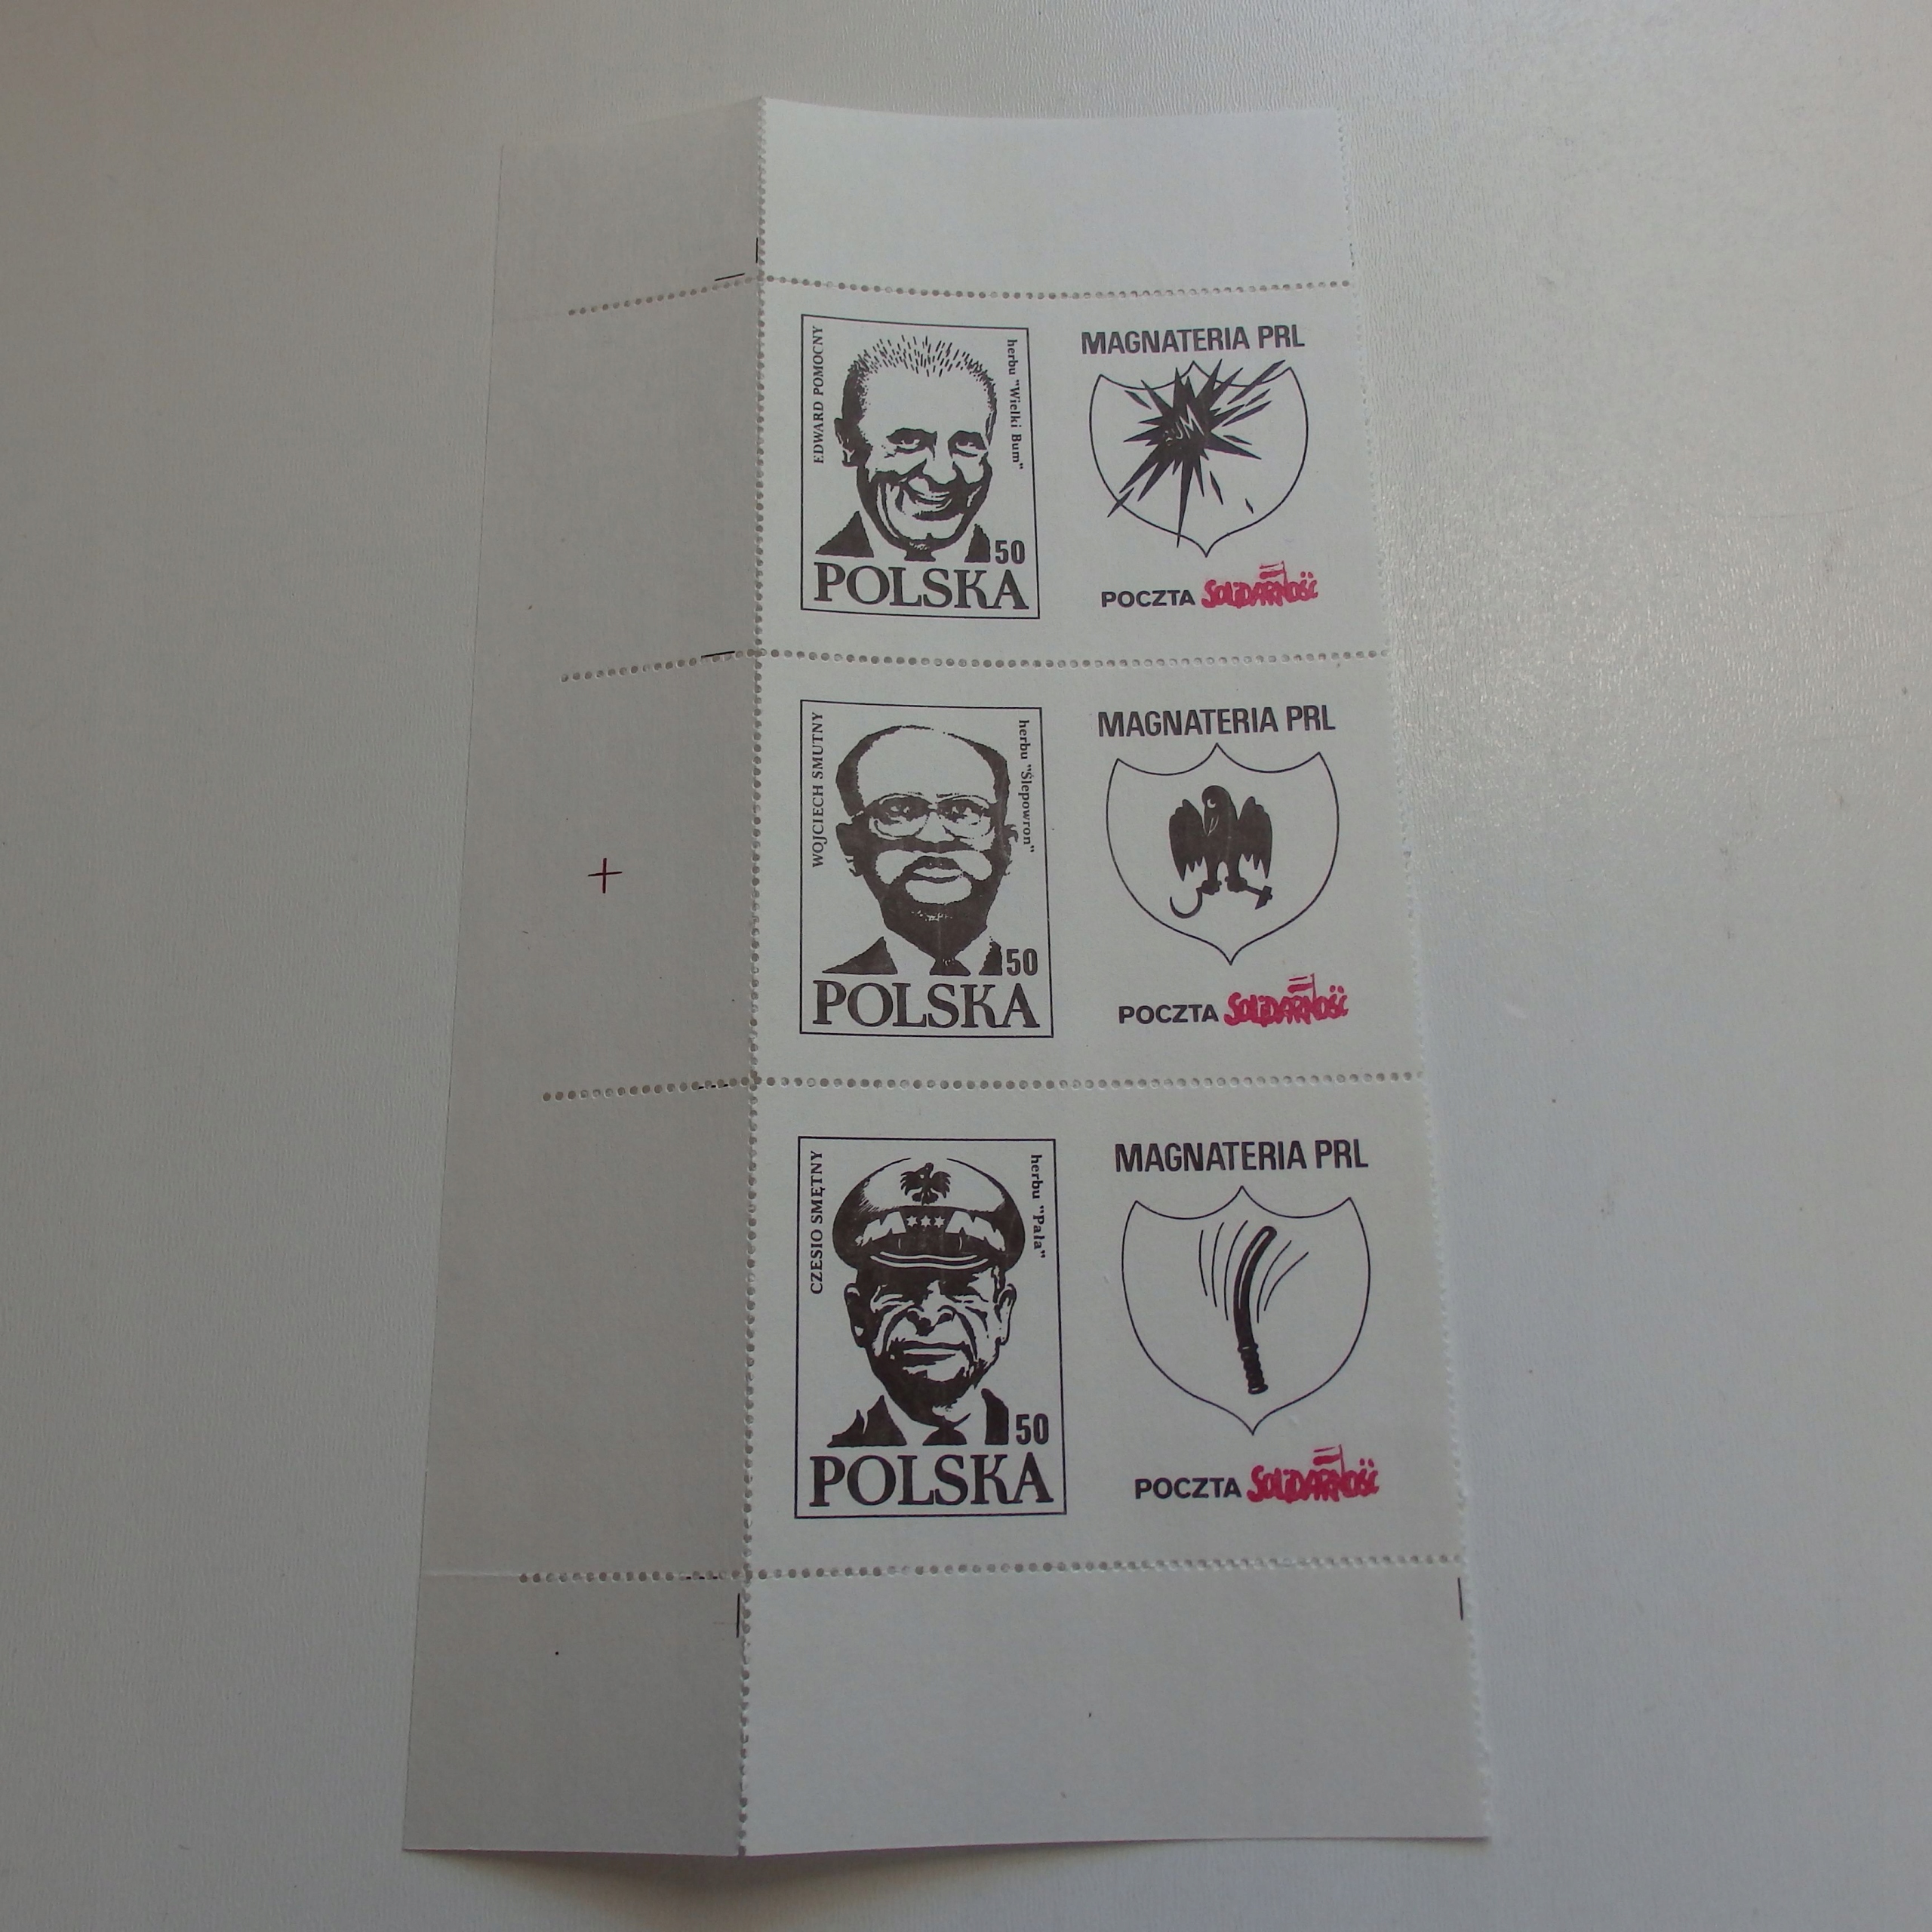 EDWARD POMOCNY
herbu "Wielki Bum"
50
POLSKA
MAGNATERIA PRL
BUM
POCZTA SOLIDARNOŚĆ
WOJCIECH SMUTNY
herbu "Ślepowron"
50
POLSKA
MAGNATERIA PRL
POCZTA SOLIDARNOŚĆ
CZESIO SMĘTNY
herbu "Pała"
50
POLSKA
MAGNATERIA PRL
POCZTA SOLIDARNOŚĆ